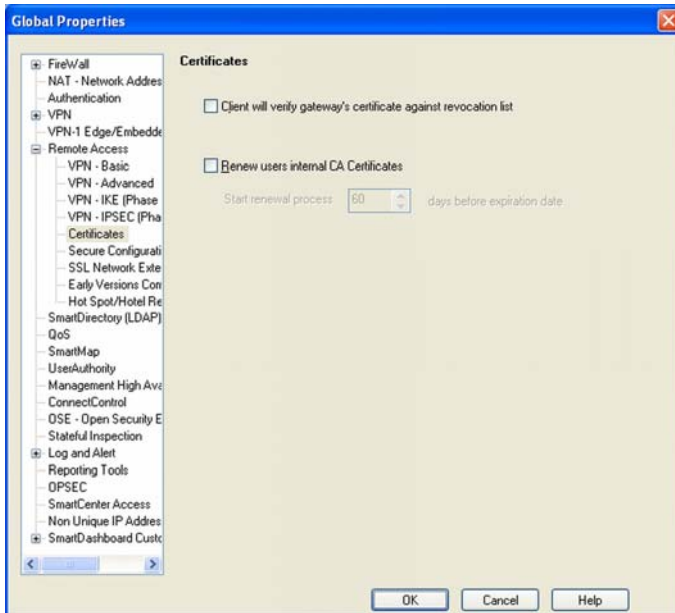 Global Properties
FireWall
NAT - Network Addres
Authentication
VPN
VPN-1 Edge/Embedde
Remote Access
VPN - Basic
VPN - Advanced
VPN - IKE (Phase
VPN - IPSEC (Pha
Certificates
Secure Configurati
SSL Network Exte
Early Versions Com
Hot Spot/Hotel Re
SmartDirectory (LDAP)
QoS
SmartMap
UserAuthority
Management High Ava
ConnectControl
OSE - Open Security E
Stateful Inspection
Log and Alert
Reporting Tools
OPSEC
SmartCenter Access
Non Unique IP Addres
SmartDashboard Custo
Certificates
Client will verify gateway's certificate against revocation list
Renew users internal CA Certificates
Start renewal process 60 days before expiration date
OK Cancel Help